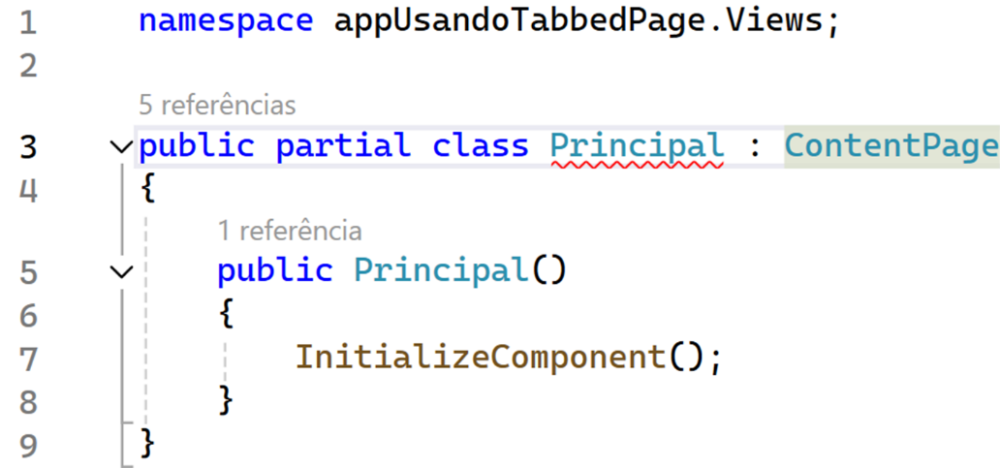 1 namespace appUsandoTabbedPage.Views;
2
5 referências
3 public partial class Principal : ContentPage
4 {
1 referência
5 public Principal()
6 {
7 InitializeComponent();
8 }
9 }